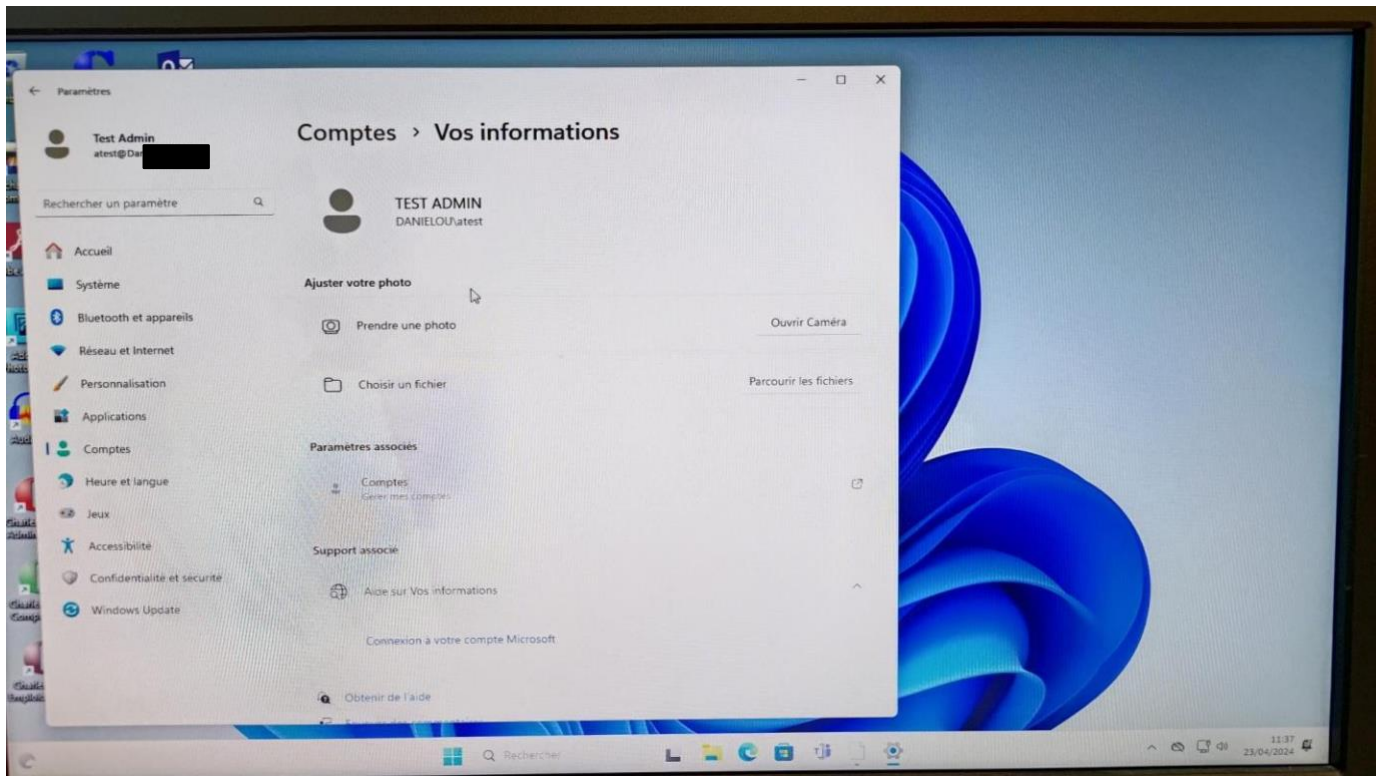 Paramètres
Test Admin
atest@Da
Rechercher un paramètre
Accueil
Système
Bluetooth et appareils
Réseau et Internet
Personnalisation
Applications
Comptes
Heure et langue
Jeux
Accessibilité
Confidentialité et sécurité
Windows Update
Comptes > Vos informations
TEST ADMIN
DANIELOU\atest
Ajuster votre photo
Prendre une photo
Ouvrir Caméra
Choisir un fichier
Parcourir les fichiers
Paramètres associés
Comptes
Gérer mes comptes
Support associé
Aide sur Vos informations
Connexion à votre compte Microsoft
Obtenir de l'aide
Rechercher
11:37
23/04/2024